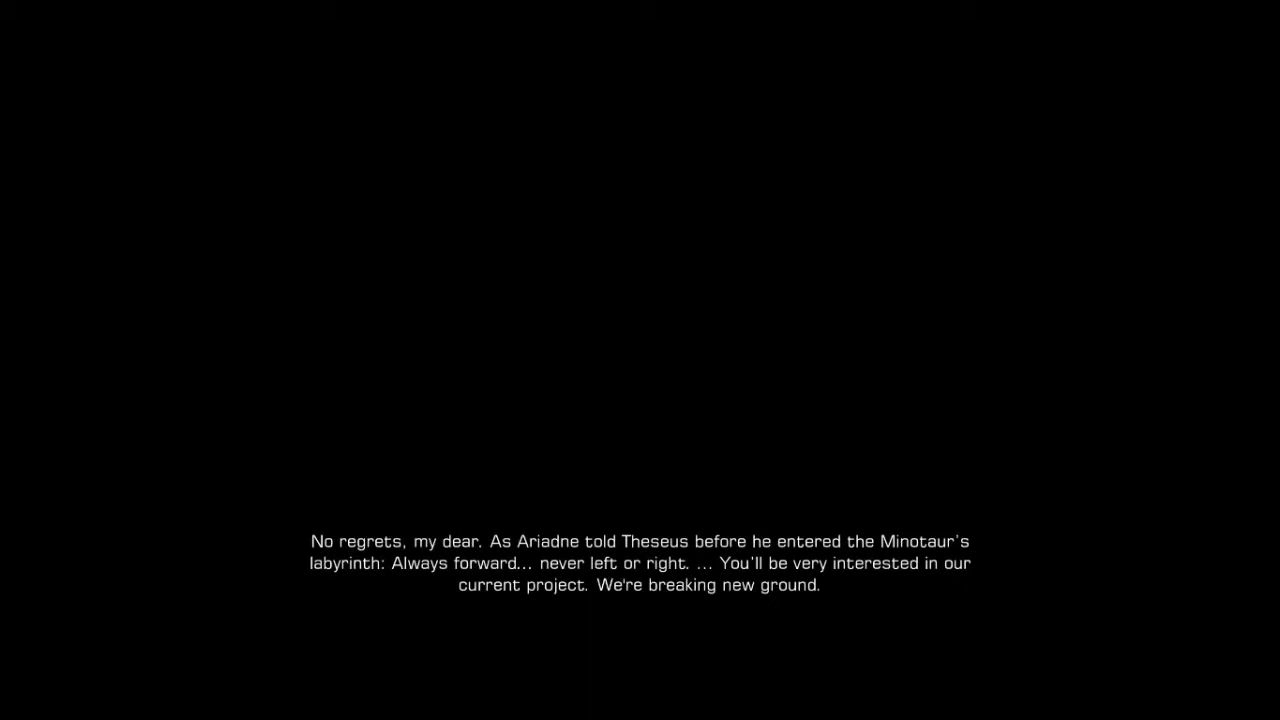 No regrets, my dear. As Ariadne told Theseus before he entered the Minotaur's
labyrinth: Always forward... never left or right. ... You'll be very interested in our
current project. We're breaking new ground.